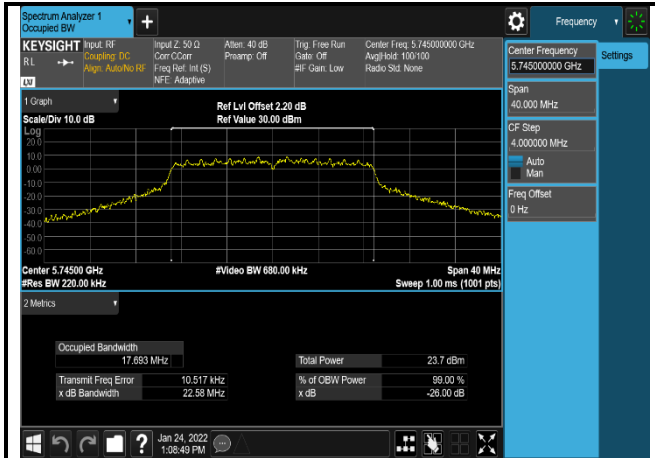 Spectrum Analyzer 1
Occupied BW
Frequency
KEYSIGHT
R L
LXI
Input: RF
Coupling: DC
Align: Auto/No RF
Input Z: 50 Ω
Corr CCorr
Freq Ref: Int (S)
NFE: Adaptive
Atten: 40 dB
Preamp: Off
Trig: Free Run
Gate: Off
#IF Gain: Low
Center Freq: 5.745000000 GHz
Avg|Hold: 100/100
Radio Std: None
Center Frequency
5.745000000 GHz
Settings
Span
40.000 MHz
CF Step
4.000000 MHz
Auto
Man
Freq Offset
0 Hz
1 Graph
Scale/Div 10.0 dB
Ref Lvl Offset 2.20 dB
Ref Value 30.00 dBm
Log
20.0
10.0
0.00
-10.0
-20.0
-30.0
-40.0
-50.0
-60.0
Center 5.74500 GHz
#Video BW 680.00 kHz
Span 40 MHz
#Res BW 220.00 kHz
Sweep 1.00 ms (1001 pts)
2 Metrics
Occupied Bandwidth
17.693 MHz
Total Power 23.7 dBm
Transmit Freq Error 10.517 kHz
% of OBW Power 99.00 %
x dB Bandwidth 22.58 MHz
x dB -26.00 dB
Jan 24, 2022
1:08:49 PM